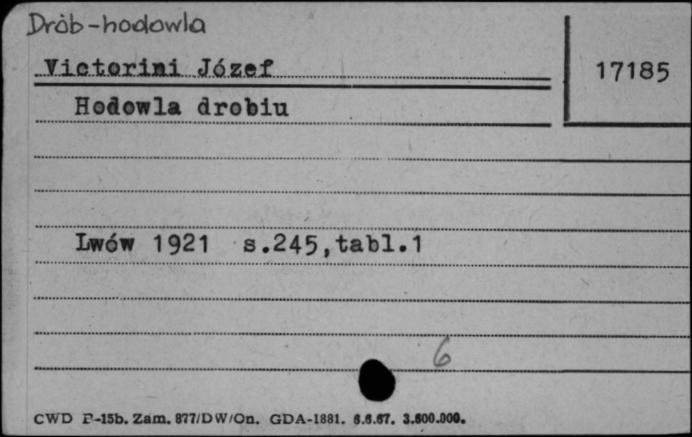 Drób-hodowla
Victorini Józef
17185
Hodowla drobiu
Lwów 1921 s.245,tabl.1
6
CWD P-15b. Zam. 877/DW/On. GDA-1881. 6.6.67. 3.600.000.